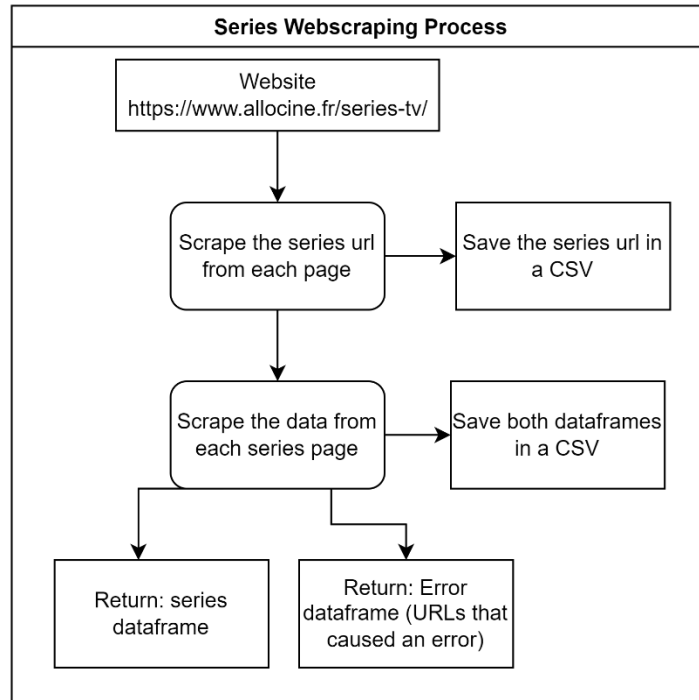 Series Webscraping Process
Website
https://www.allocine.fr/series-tv/
Scrape the series url
from each page
Save the series url in
a CSV
Scrape the data from
each series page
Save both dataframes
in a CSV
Return: series
dataframe
Return: Error
dataframe (URLs that
caused an error)